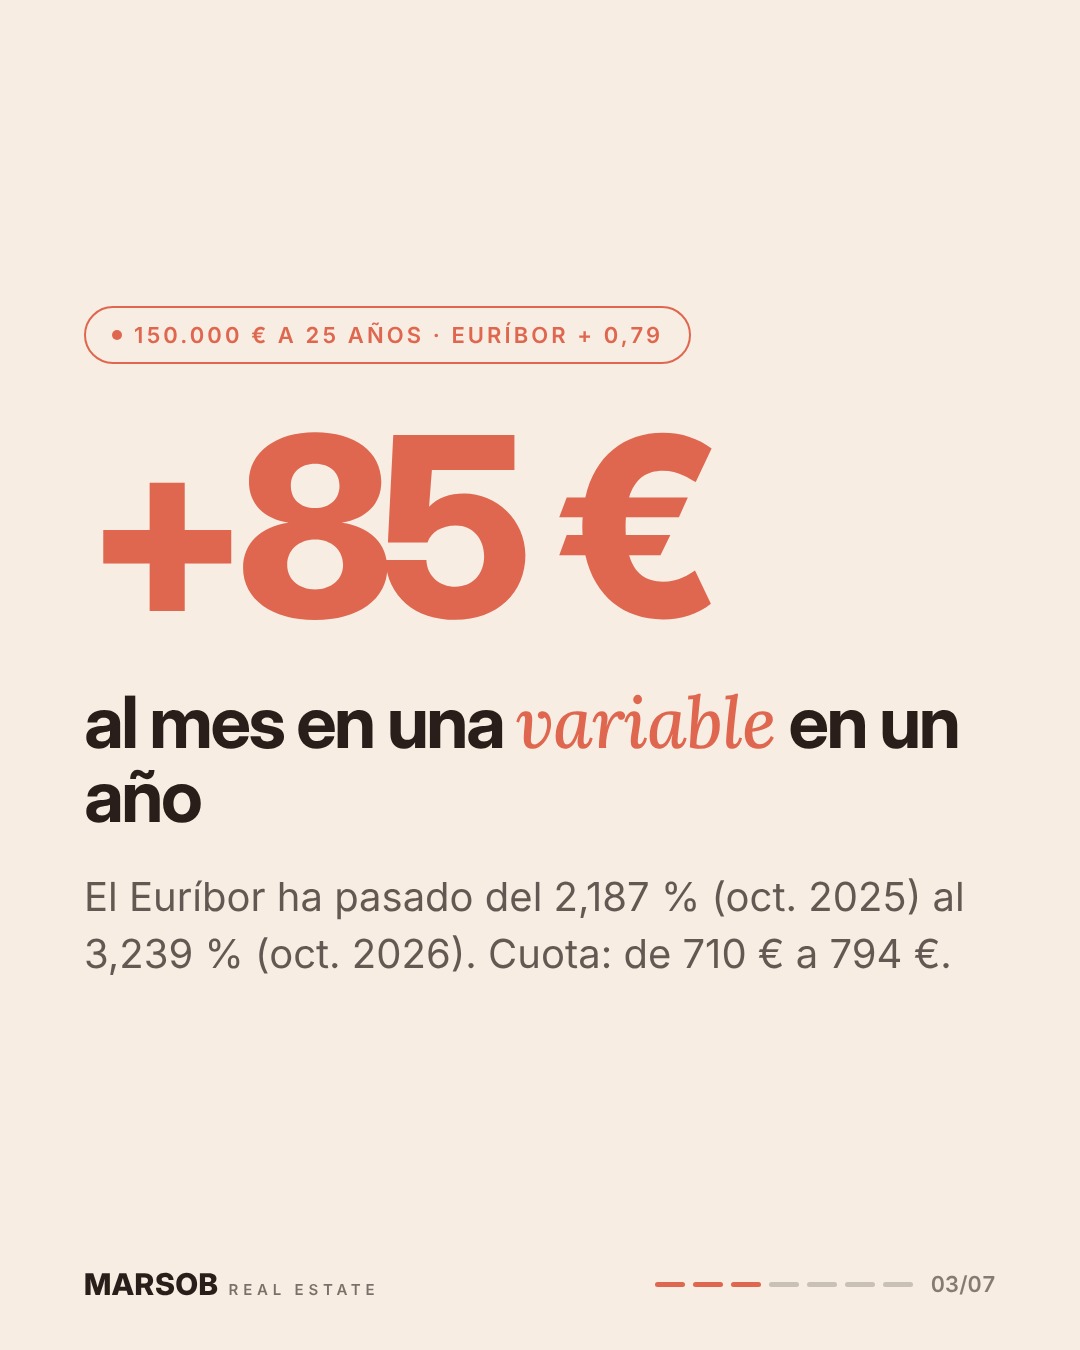 150.000 € A 25 AÑOS · EURÍBOR + 0,79
+85 €
al mes en una variable en un
año
El Euríbor ha pasado del 2,187 % (oct. 2025) al
3,239 % (oct. 2026). Cuota: de 710 € a 794 €.
MARSOB REAL ESTATE
03/07